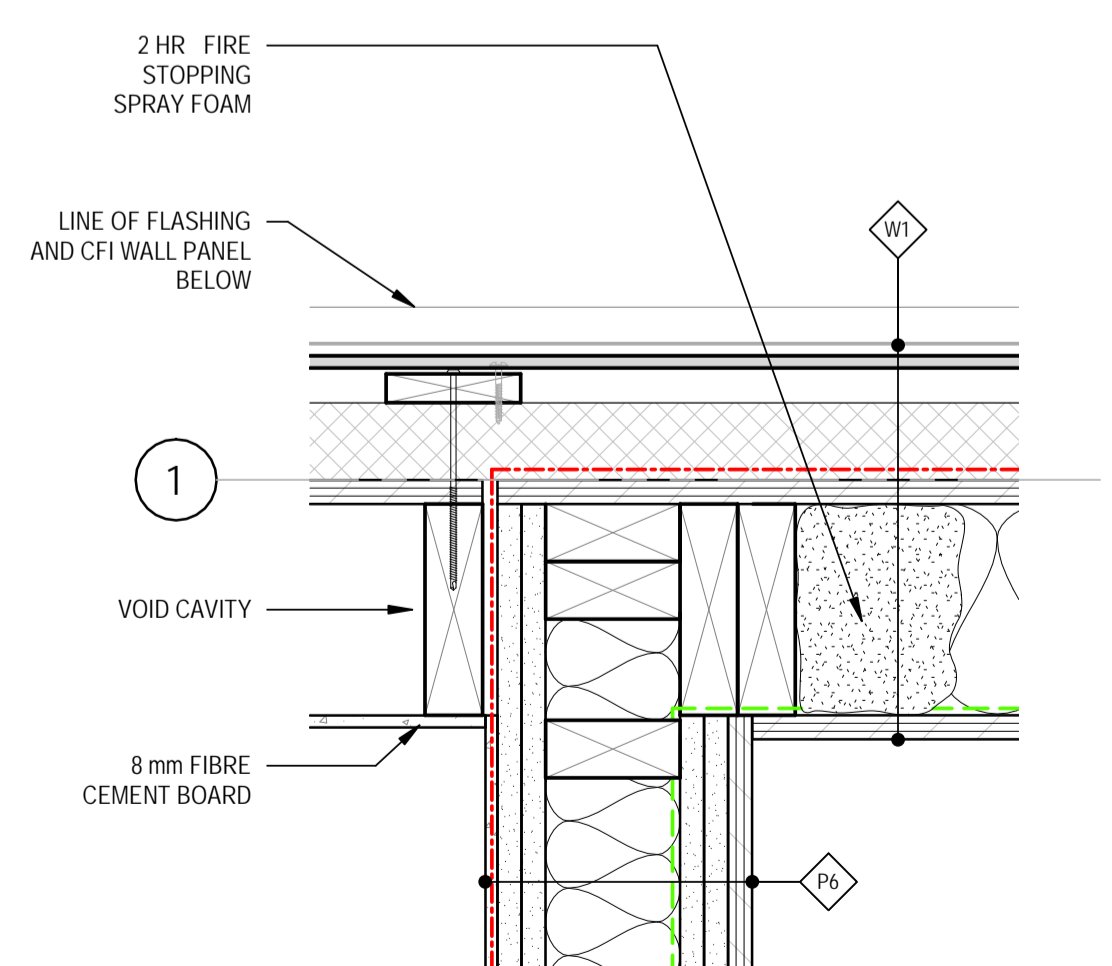 2 HR FIRE
STOPPING
SPRAY FOAM
LINE OF FLASHING
AND CFI WALL PANEL
BELOW
W1
1
VOID CAVITY
8 mm FIBRE
CEMENT BOARD
P6